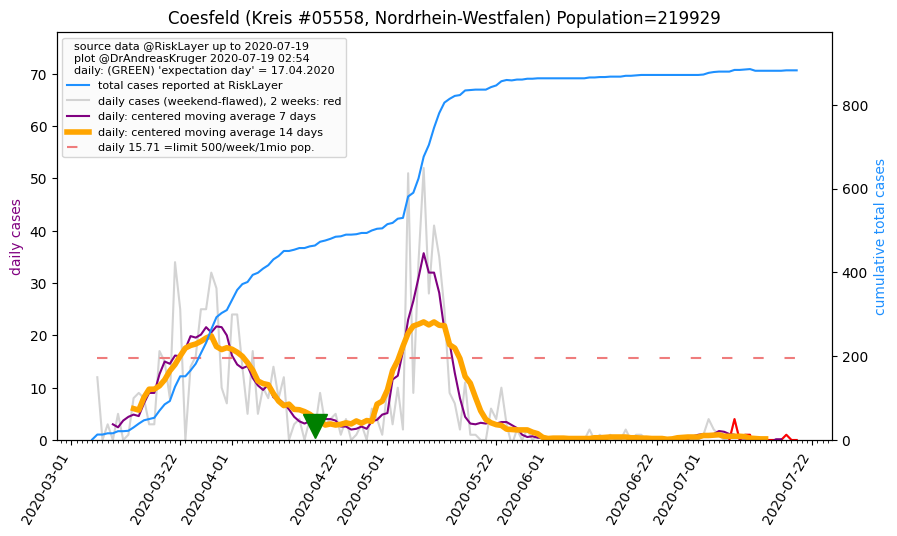 Coesfeld (Kreis #05558, Nordrhein-Westfalen) Population=219929
source data @RiskLayer up to 2020-07-19
plot @DrAndreasKruger 2020-07-19 02:54
daily: (GREEN) 'expectation day' = 17.04.2020
total cases reported at RiskLayer
daily cases (weekend-flawed), 2 weeks: red
daily: centered moving average 7 days
daily: centered moving average 14 days
daily 15.71 =limit 500/week/1mio pop.
daily cases
70
60
50
40
30
20
10
0
cumulative total cases
800
600
400
200
0
2020-03-01
2020-03-22
2020-04-01
2020-04-22
2020-05-01
2020-05-22
2020-06-01
2020-06-22
2020-07-01
2020-07-22